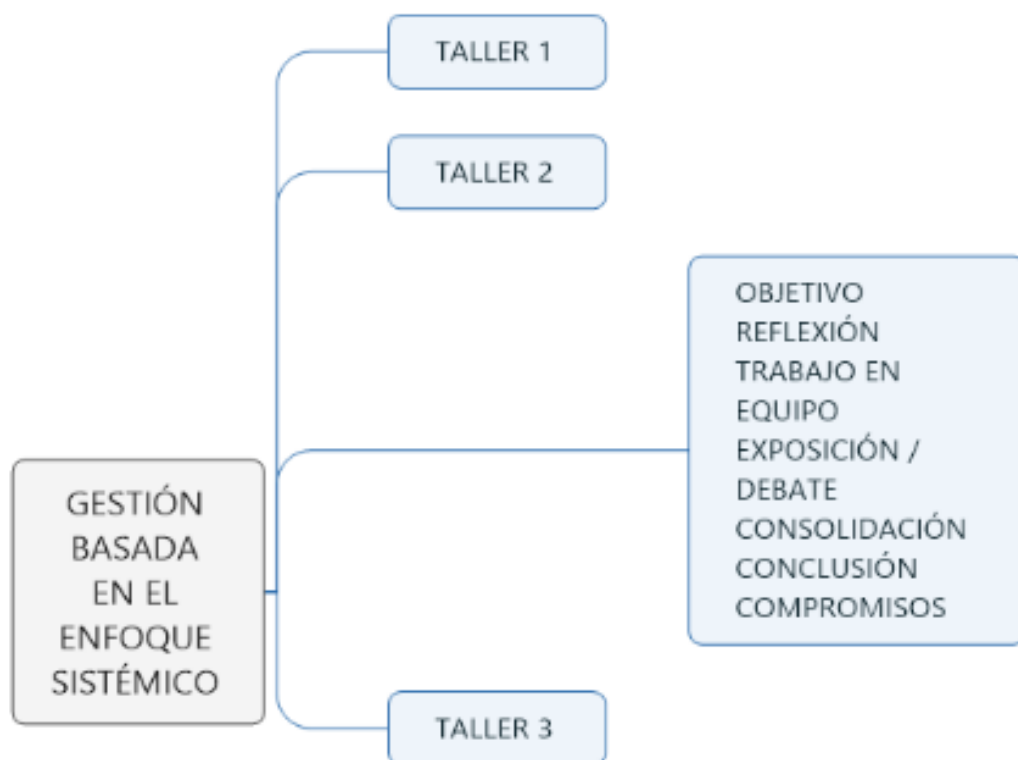 TALLER 1
TALLER 2
OBJETIVO
REFLEXIÓN
TRABAJO EN
EQUIPO
EXPOSICIÓN /
DEBATE
CONSOLIDACIÓN
CONCLUSIÓN
COMPROMISOS
GESTIÓN
BASADA
EN EL
ENFOQUE
SISTÉMICO
TALLER 3